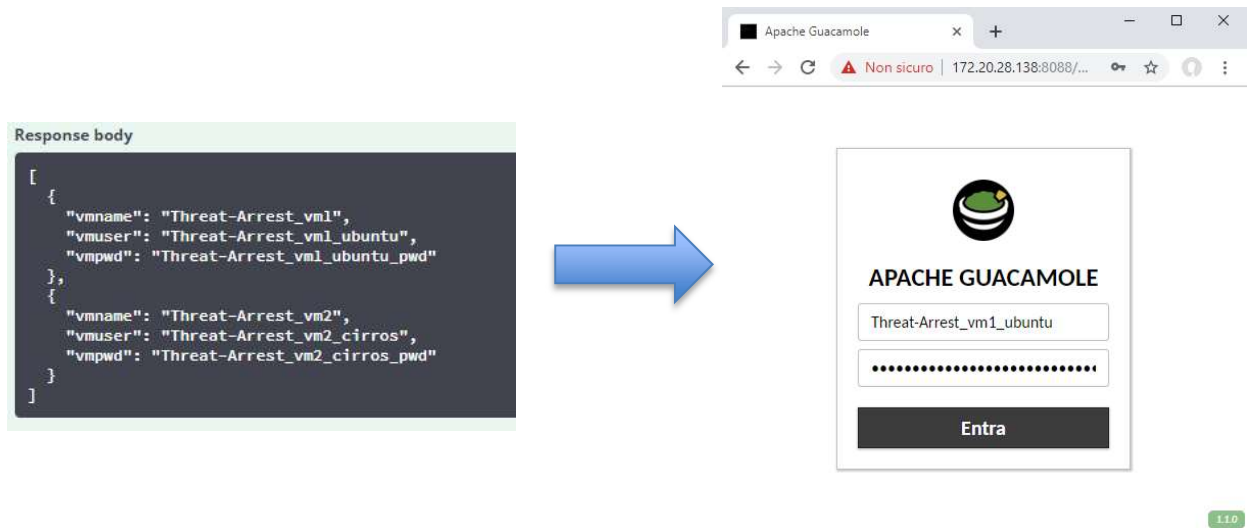 Response body
[
{
"vmname": "Threat-Arrest_vm1",
"vmuser": "Threat-Arrest_vm1_ubuntu",
"vmpwd": "Threat-Arrest_vm1_ubuntu_pwd"
},
{
"vmname": "Threat-Arrest_vm2",
"vmuser": "Threat-Arrest_vm2_cirros",
"vmpwd": "Threat-Arrest_vm2_cirros_pwd"
}
]
Apache Guacamole
Non sicuro | 172.20.28.138:8088/...
APACHE GUACAMOLE
Threat-Arrest_vm1_ubuntu
Entra
1.1.0